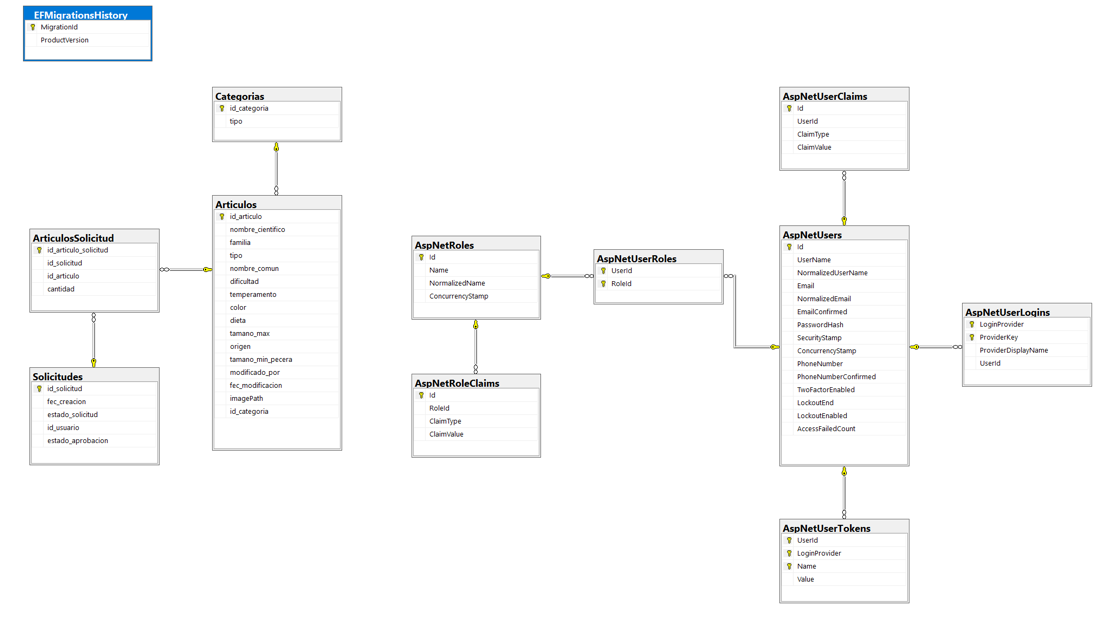 EFMigrationsHistory
MigrationId
ProductVersion
Categorias
id_categoria
tipo
Articulos
id_articulo
nombre_cientifico
familia
tipo
nombre_comun
dificultad
temperamento
color
dieta
tamano_max
origen
tamano_min_pecera
modificado_por
fec_modificacion
imagePath
id_categoria
ArticulosSolicitud
id_articulo_solicitud
id_solicitud
id_articulo
cantidad
Solicitudes
id_solicitud
fec_creacion
estado_solicitud
id_usuario
estado_aprobacion
AspNetRoles
Id
Name
NormalizedName
ConcurrencyStamp
AspNetRoleClaims
Id
RoleId
ClaimType
ClaimValue
AspNetUserRoles
UserId
RoleId
AspNetUserClaims
Id
UserId
ClaimType
ClaimValue
AspNetUsers
Id
UserName
NormalizedUserName
Email
NormalizedEmail
EmailConfirmed
PasswordHash
SecurityStamp
ConcurrencyStamp
PhoneNumber
PhoneNumberConfirmed
TwoFactorEnabled
LockoutEnd
LockoutEnabled
AccessFailedCount
AspNetUserLogins
LoginProvider
ProviderKey
ProviderDisplayName
UserId
AspNetUserTokens
UserId
LoginProvider
Name
Value